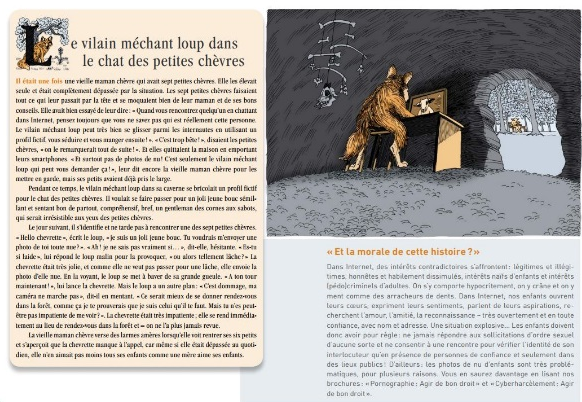 Le vilain méchant loup dans
le chat des petites chèvres
Il était une fois une vieille maman chèvre qui avait sept petites chèvres. Elle les élevait
seule et était complètement dépassée par la situation. Les sept petites chèvres faisaient
tout ce qui leur passait par la tête et se moquaient bien de leur maman et de ses bons
conseils. Elle avait bien essayé de leur dire: « Quand vous rencontrez quelqu'un en chattant
dans Internet, penser toujours que vous ne savez pas qui est réellement cette personne.
Le vilain méchant loup peut très bien se glisser parmi les internautes en utilisant un
profil fictif, vous séduire et vous manger ensuite!». «C'est trop bête!», disaient les petites
chèvres, «on le remarquerait tout de suite!». Et elles quittaient la maison en emportant
leurs smartphones. «Et surtout pas de photos de nu! C'est seulement le vilain méchant
loup qui peut vous demander ça!», leur dit encore la vieille maman chèvre pour les
mettre en garde, mais ses petits avaient déjà pris le large.
Pendant ce temps, le vilain méchant loup dans sa caverne se bricolait un profil fictif
pour le chat des petites chèvres. Il voulait se faire passer pour un joli jeune bouc sémil-
lant et sentant bon de partout, compréhensif, bref, un gentleman des cornes aux sabots,
qui serait irrésistible aux yeux des petites chèvres.
Le jour suivant, il s'identifie et ne tarde pas à rencontrer une des sept petites chèvres.
«Hello chevrette», écrit le loup, «je suis un joli jeune bouc. Tu voudrais m'envoyer une
photo de toi toute nue?». «Ah! je ne sais pas vraiment si...», dit-elle, hésitante. «Es-tu
si laide», lui répond le loup malin pour la provoquer, «ou alors tellement lâche?» La
chevrette était très jolie, et comme elle ne veut pas passer pour une lâche, elle envoie la
photo d'elle nue. En la voyant, le loup se met à baver de sa grande gueule. «A ton tour
maintenant!», lui lança la chevrette. Mais le loup a un autre plan: «C'est dommage, ma
caméra ne marche pas», dit-il en mentant. «Ce serait mieux de se donner rendez-vous
dans la forêt, comme ça je te prouverais que je suis celui qu'il te faut. Mais tu n'es peut-
être pas impatiente de me voir?» La chevrette était très impatiente; elle se rend immédia-
tement au lieu de rendez-vous dans la forêt et – on ne l'a plus jamais revue.
La vieille maman chèvre verse des larmes amères lorsqu'elle voit rentrer ses six petits
et s'aperçoit que la chevrette manque à l'appel, car même si elle était dépassée au quoti-
dien, elle n'en aimait pas moins tous ses enfants comme une mère aime ses enfants.
«Et la morale de cette histoire?»
Dans Internet, des intérêts contradictoires s'affrontent: légitimes et illégi-
times, honnêtes et habilement dissimulés, intérêts naïfs d'enfants et intérêts
(pédo)criminels d'adultes. On s'y comporte hypocritement, on y crâne et on y
ment comme des arracheurs de dents. Dans Internet, nos enfants ouvrent
leurs cœurs, expriment leurs sentiments, parlent de leurs aspirations, re-
cherchent l'amour, l'amitié, la reconnaissance – très ouvertement et en toute
confiance, avec nom et adresse. Une situation explosive... Les enfants doivent
donc avoir pour règle: ne jamais répondre aux sollicitations d'ordre sexuel
d'aucune sorte et ne consentir à une rencontre pour vérifier l'identité de son
interlocuteur qu'en présence de personnes de confiance et seulement dans
des lieux publics! D'ailleurs: les photos de nu d'enfants sont très problé-
matiques, pour plusieurs raisons. Vous en saurez davantage en lisant nos
brochures: «Pornographie: Agir de bon droit» et «Cyberharcèlement: Agir
de bon droit».